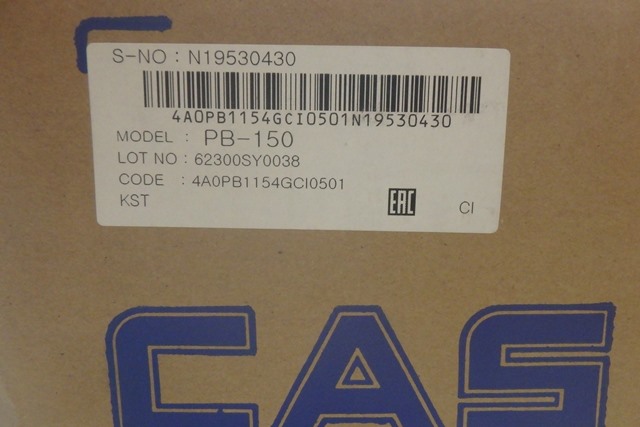 S-NO : N19530430
4A0PB1154GCI0501N19530430
MODEL : PB-150
LOT NO : 62300SY0038
CODE : 4A0PB1154GCI0501
KST EAC CI
CAS